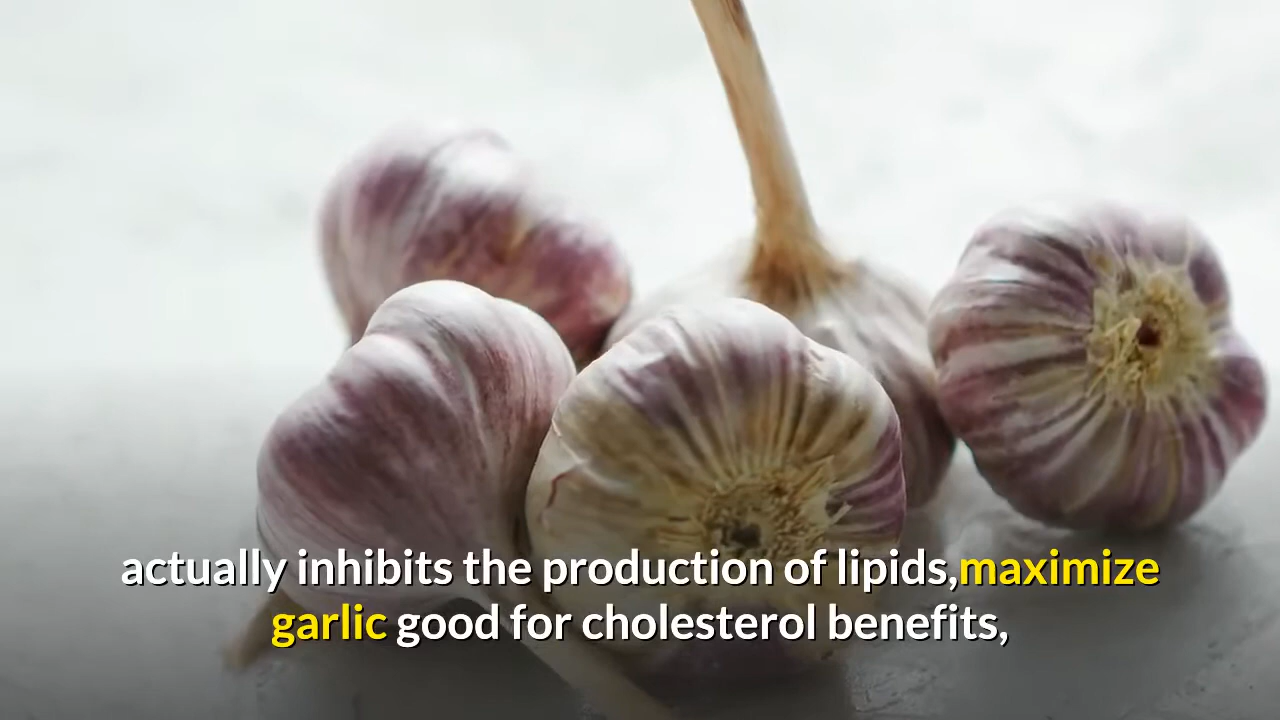 actually inhibits the production of lipids,maximize
garlic good for cholesterol benefits,